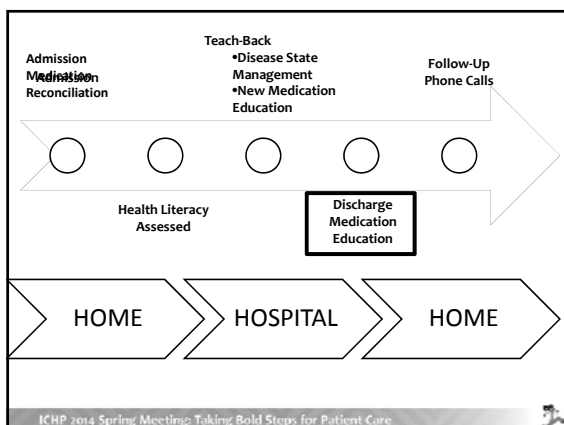 Admission
Medication
Admission
Reconciliation
Teach-Back
•Disease State
Management
•New Medication
Education
Follow-Up
Phone Calls
Health Literacy
Assessed
Discharge
Medication
Education
HOME
HOSPITAL
HOME
ICHP 2014 Spring Meeting: Taking Bold Steps for Patient Care